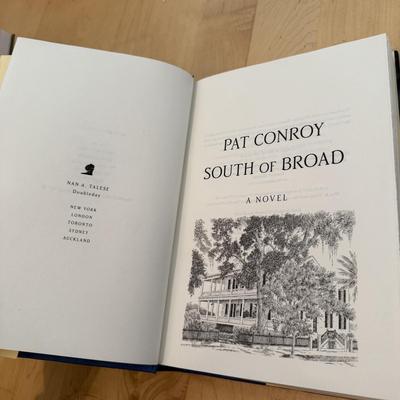 NAN A. TALESE
Doubleday
NEW YORK
LONDON
TORONTO
SYDNEY
AUCKLAND
PAT CONROY
SOUTH OF BROAD
A NOVEL